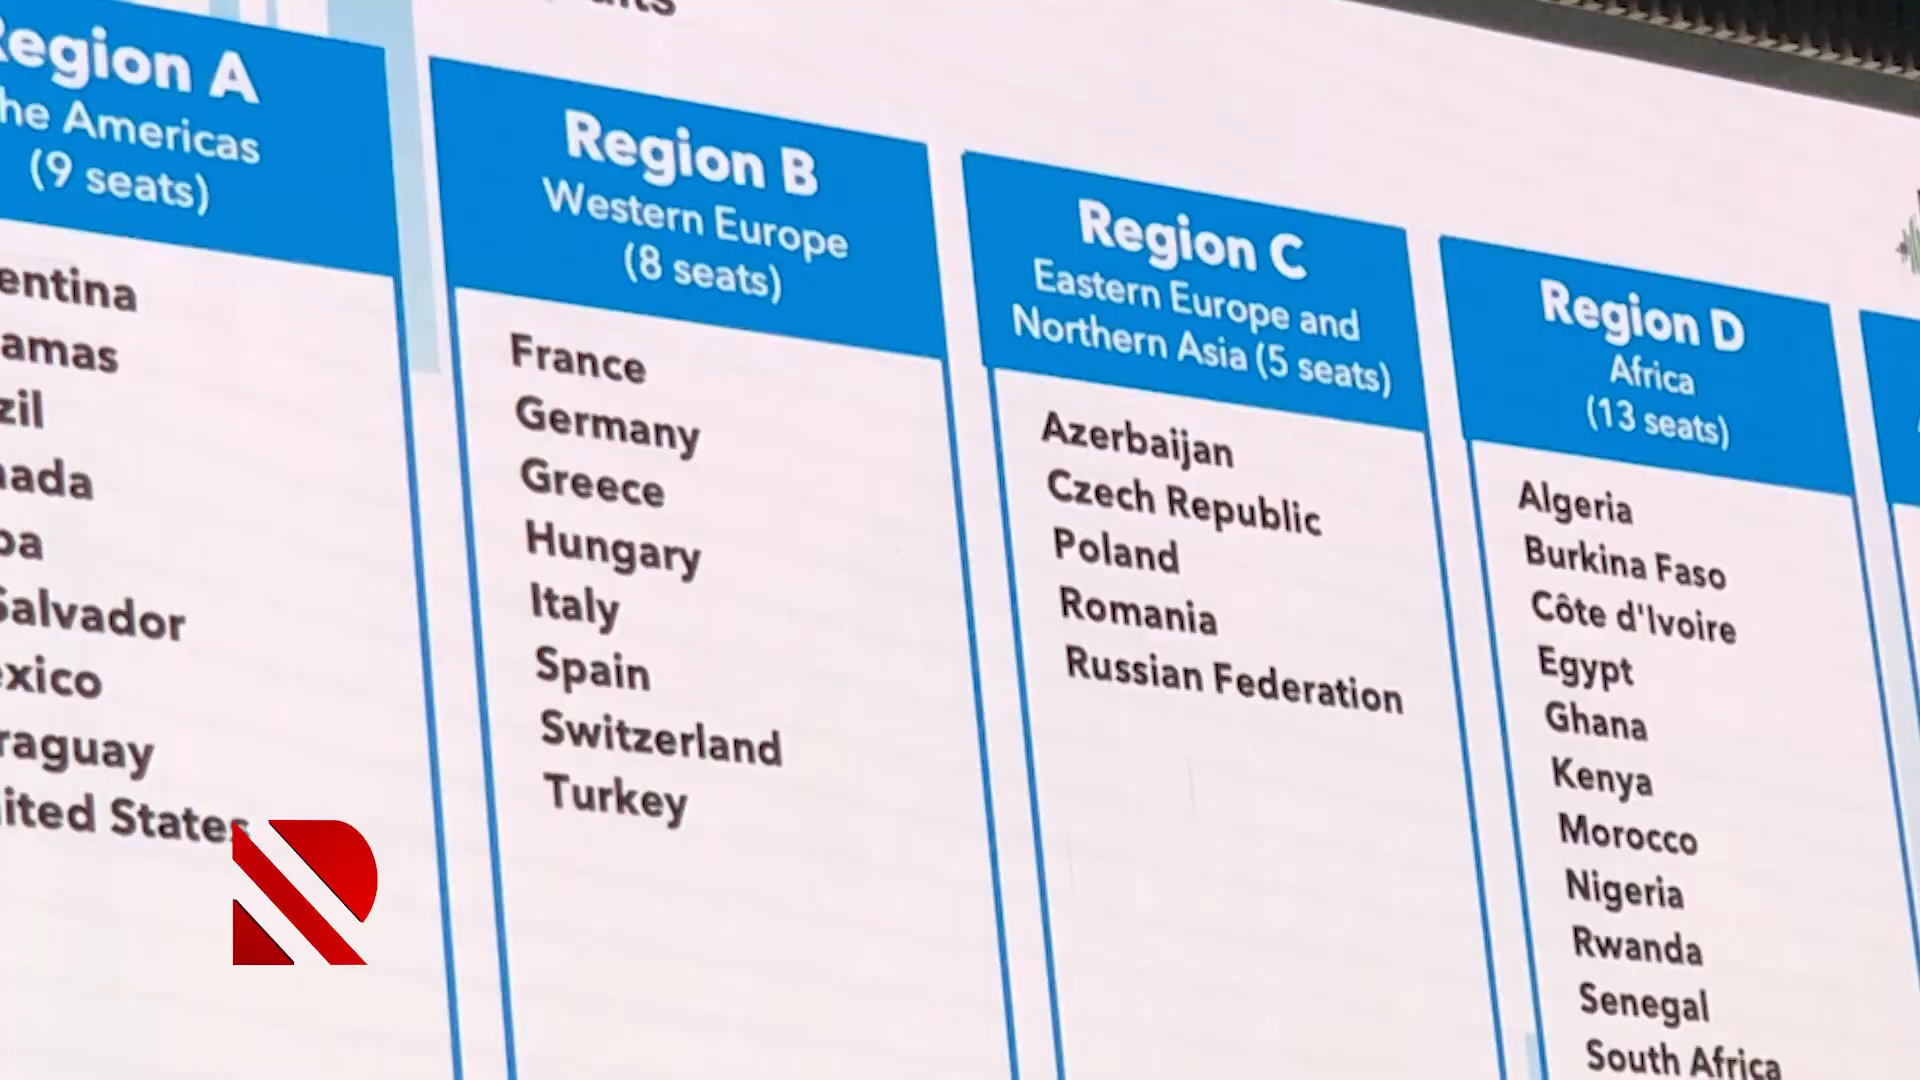 Region A
he Americas
(9 seats)
entina
amas
zil
nada
ba
Salvador
exico
raguay
ited States
Region B
Western Europe
(8 seats)
France
Germany
Greece
Hungary
Italy
Spain
Switzerland
Turkey
Region C
Eastern Europe and
Northern Asia (5 seats)
Azerbaijan
Czech Republic
Poland
Romania
Russian Federation
Region D
Africa
(13 seats)
Algeria
Burkina Faso
Côte d'Ivoire
Egypt
Ghana
Kenya
Morocco
Nigeria
Rwanda
Senegal
South Africa